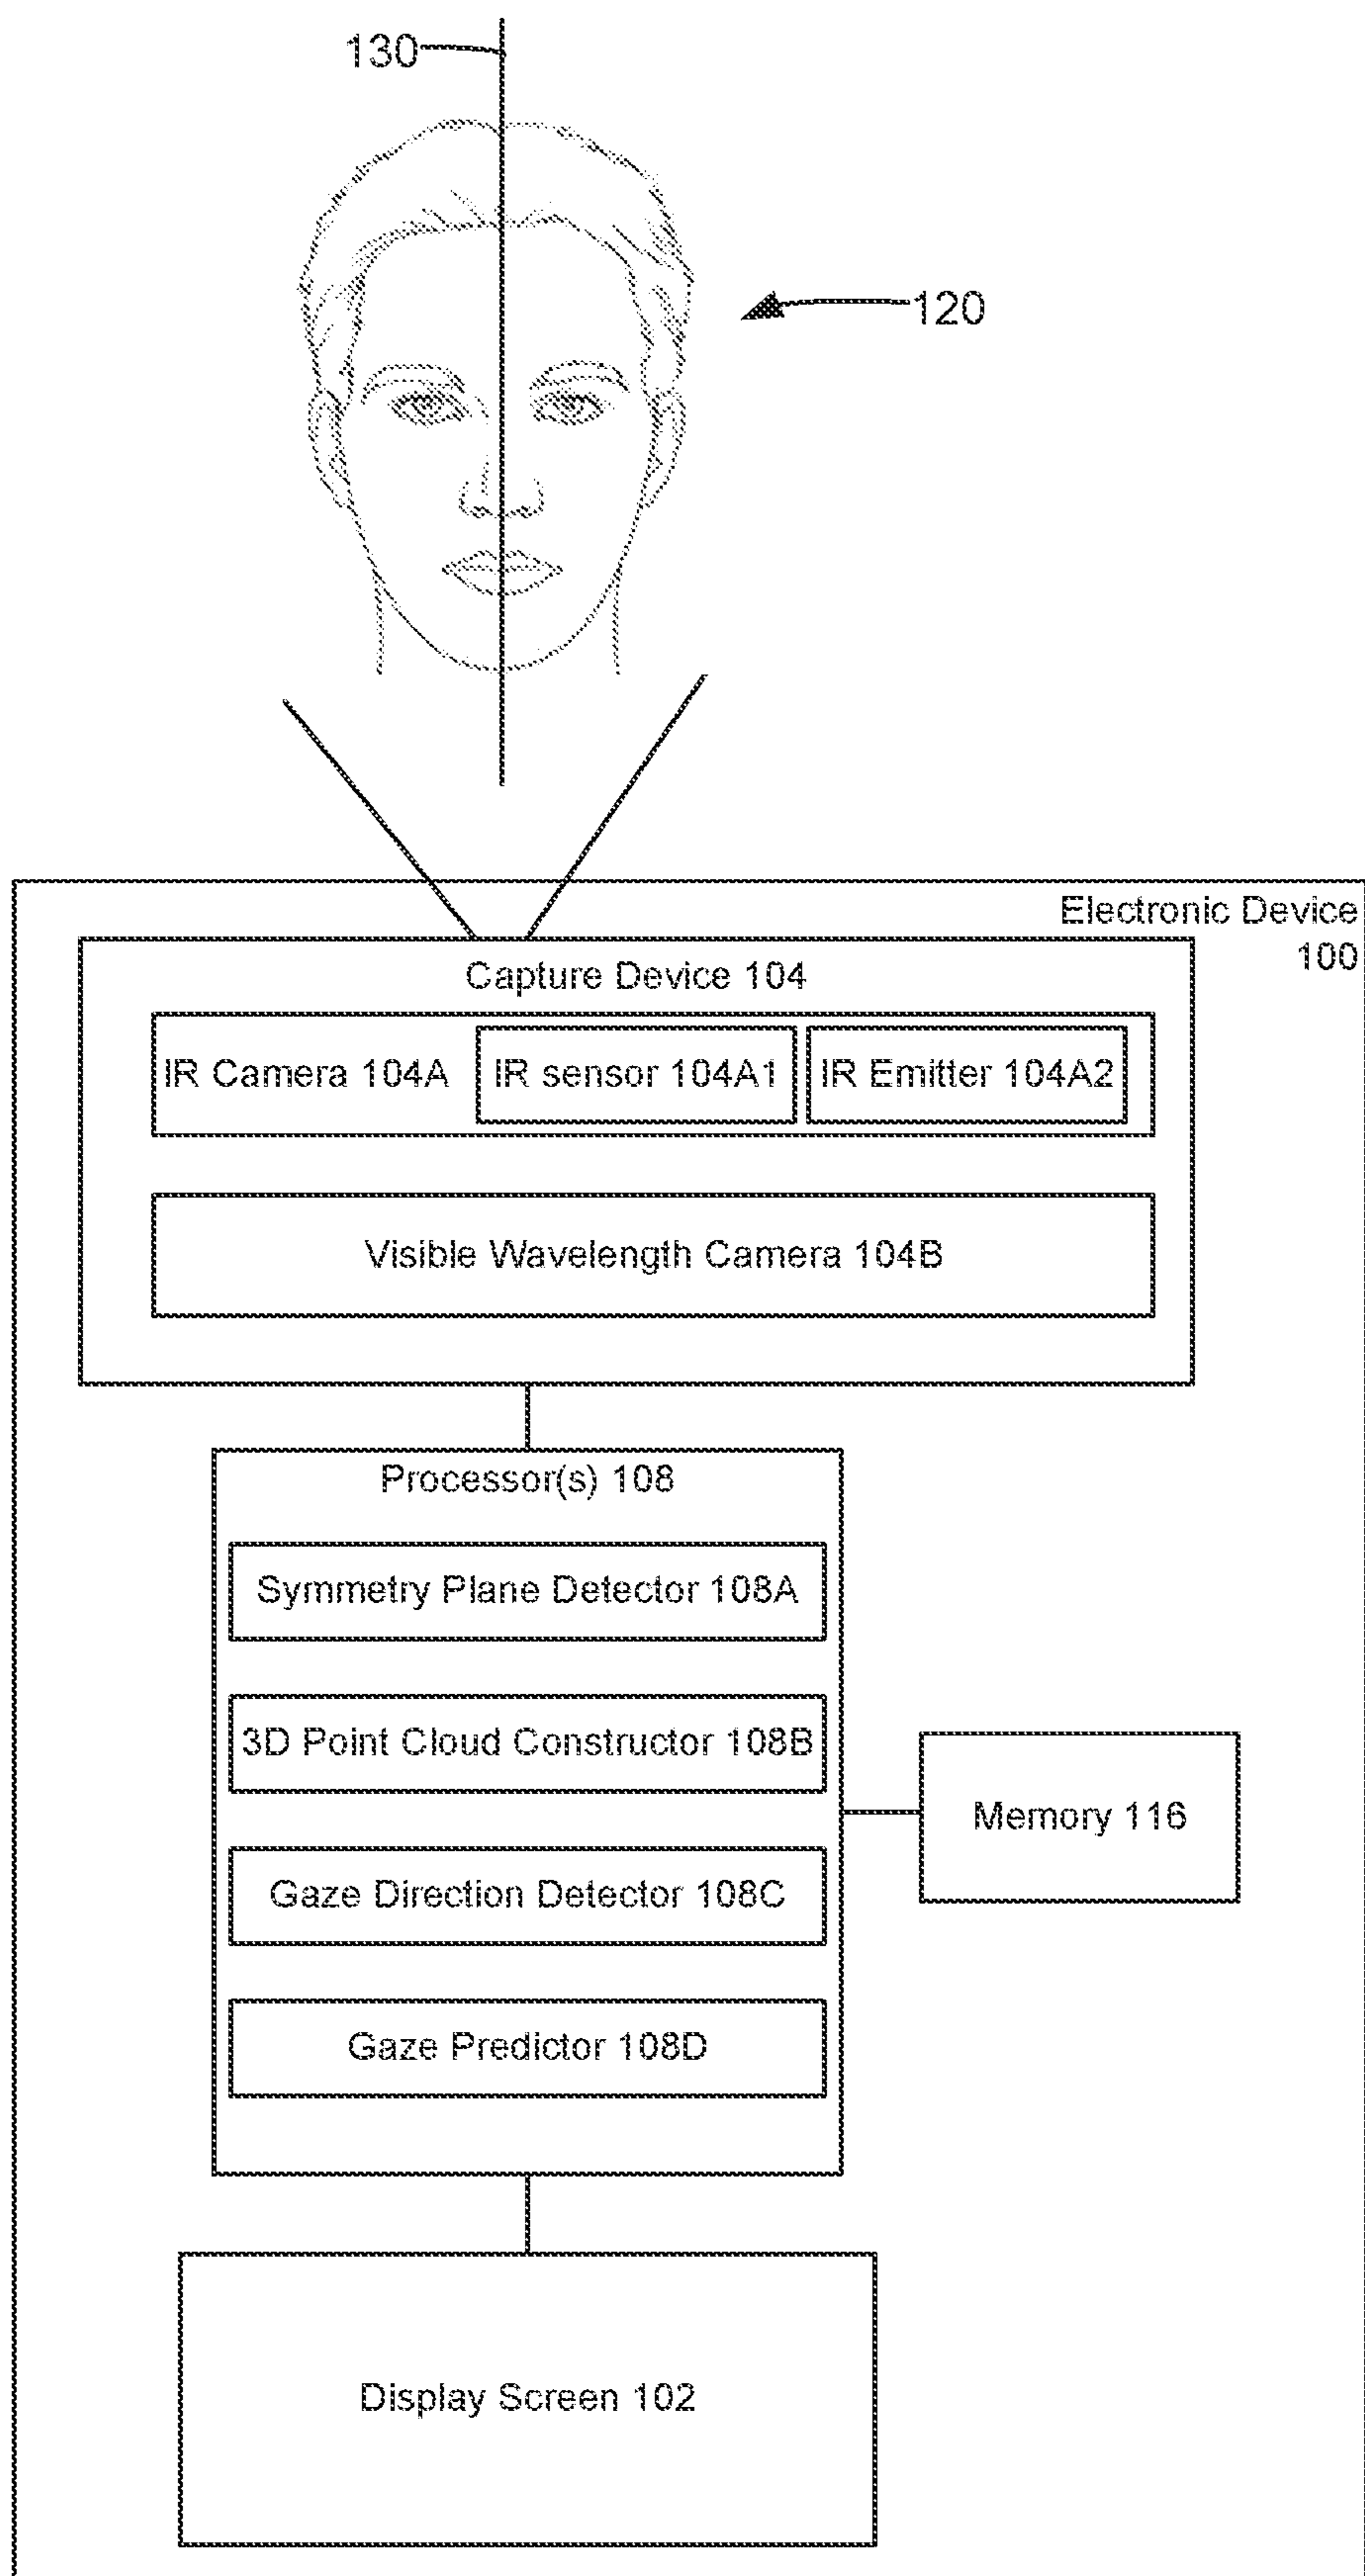 130
120
Electronic Device
100
Capture Device 104
IR Camera 104A
IR sensor 104A1
IR Emitter 104A2
Visible Wavelength Camera 104B
Processor(s) 108
Symmetry Plane Detector 108A
3D Point Cloud Constructor 108B
Memory 116
Gaze Direction Detector 108C
Gaze Predictor 108D
Display Screen 102